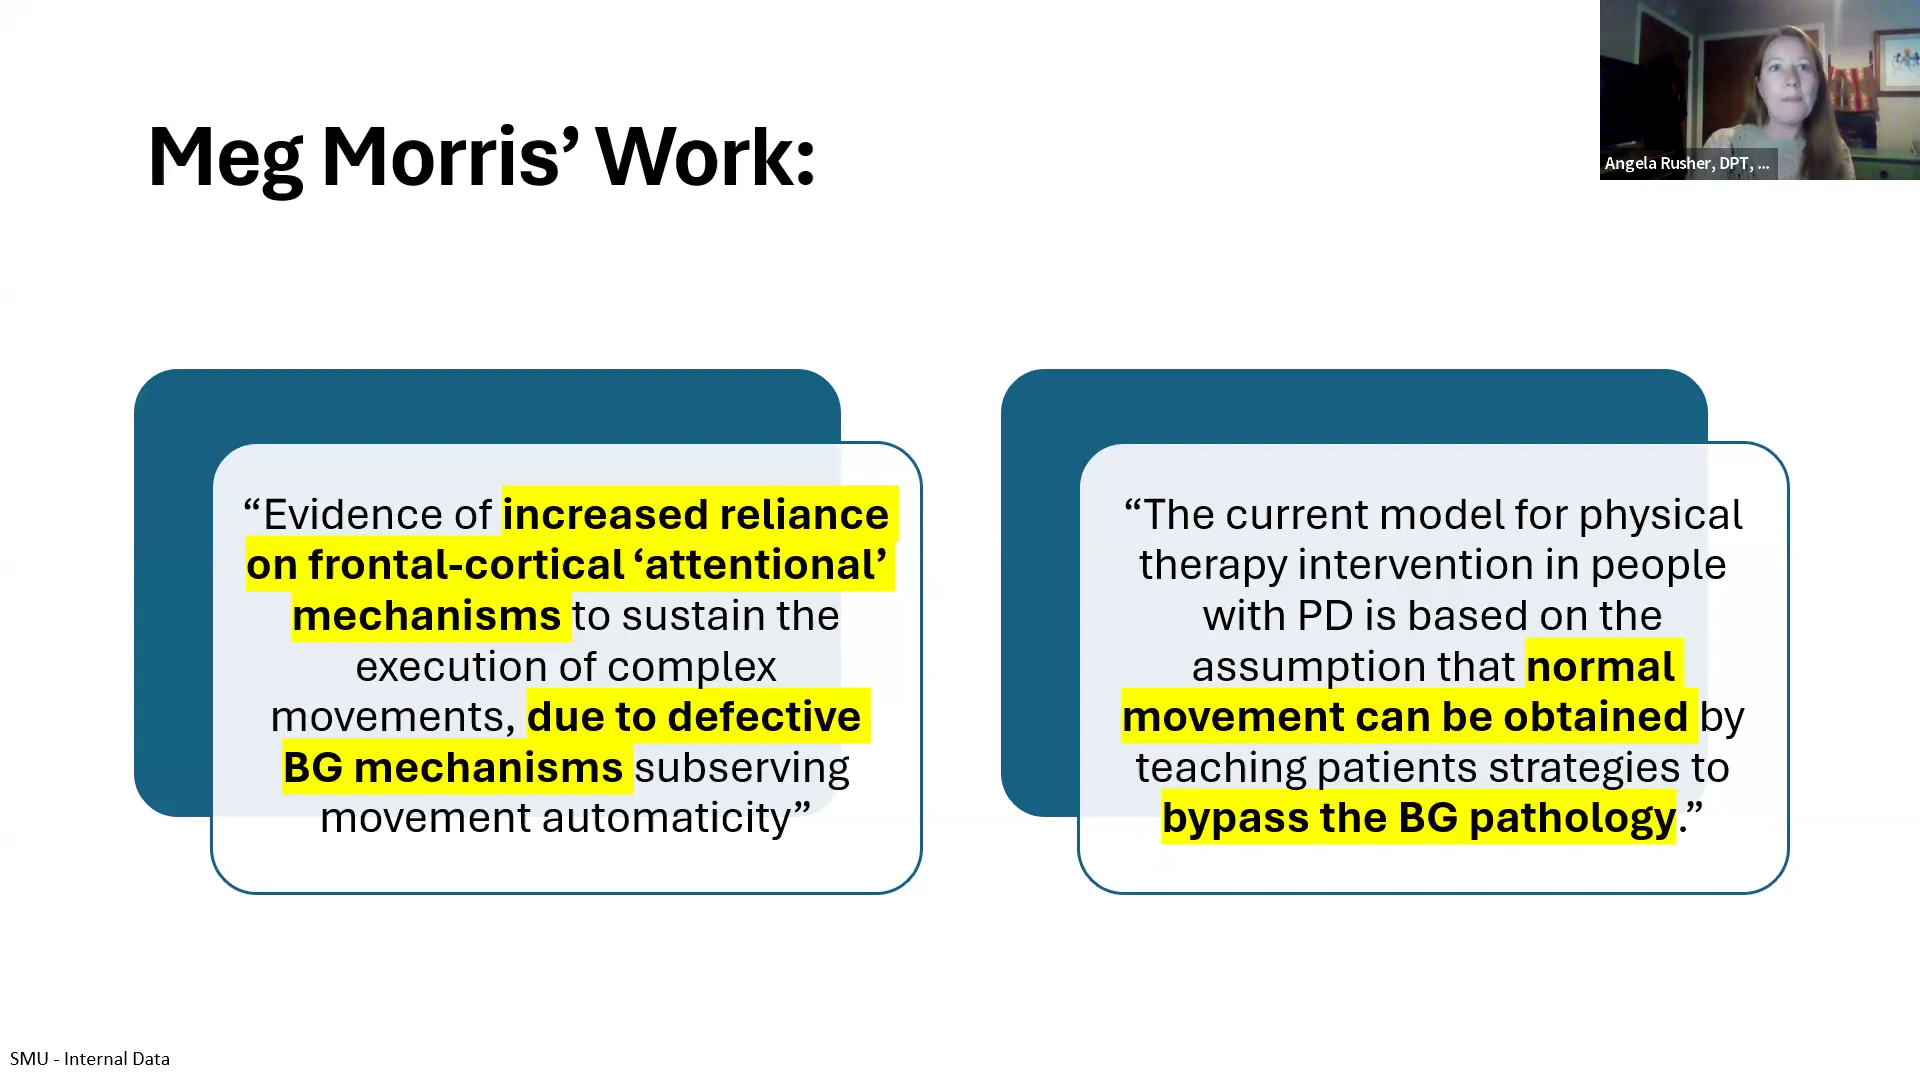 Meg Morris’ Work:
Angela Rusher, DPT, ...
“Evidence of increased reliance
on frontal-cortical ‘attentional’
mechanisms to sustain the
execution of complex
movements, due to defective
BG mechanisms subserving
movement automaticity”
“The current model for physical
therapy intervention in people
with PD is based on the
assumption that normal
movement can be obtained by
teaching patients strategies to
bypass the BG pathology.”
SMU - Internal Data